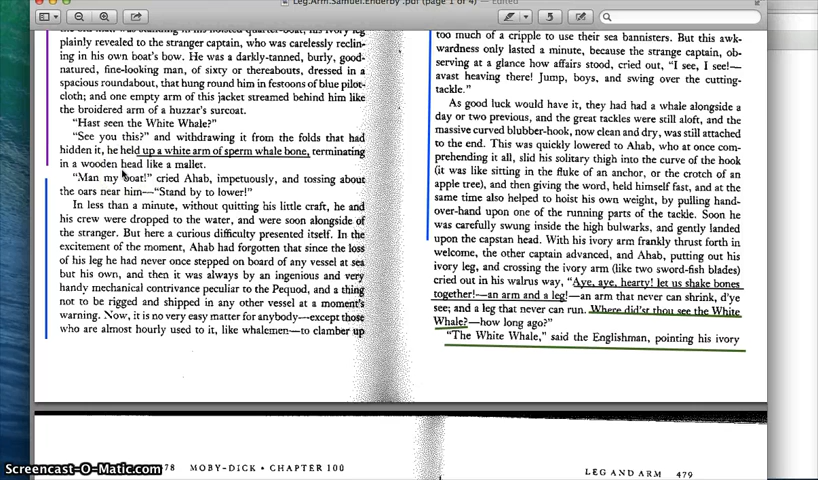 Leg.Arm.Samuel.Enderby .pdf (page 1 of 4) — Edited
plainly revealed to the stranger captain, who was carelessly reclin-
ing in his own boat's bow. He was a darkly-tanned, burly, good-
natured, fine-looking man, of sixty or thereabouts, dressed in a
spacious roundabout, that hung round him in festoons of blue pilot-
cloth; and one empty arm of this jacket streamed behind him like
the broidered arm of a huzzar's surcoat.
"Hast seen the White Whale?"
"See you this?" and withdrawing it from the folds that had
hidden it, he held up a white arm of sperm whale bone, terminating
in a wooden head like a mallet.
"Man my boat!" cried Ahab, impetuously, and tossing about
the oars near him—"Stand by to lower!"
In less than a minute, without quitting his little craft, he and
his crew were dropped to the water, and were soon alongside of
the stranger. But here a curious difficulty presented itself. In the
excitement of the moment, Ahab had forgotten that since the loss
of his leg he had never once stepped on board of any vessel at sea
but his own, and then it was always by an ingenious and very
handy mechanical contrivance peculiar to the Pequod, and a thing
not to be rigged and shipped in any other vessel at a moment's
warning. Now, it is no very easy matter for anybody—except those
who are almost hourly used to it, like whalemen—to clamber up
too much of a cripple to use their sea bannisters. But this awk-
wardness only lasted a minute, because the strange captain, ob-
serving at a glance how affairs stood, cried out, "I see, I see!—
avast heaving there! Jump, boys, and swing over the cutting-
tackle."
As good luck would have it, they had had a whale alongside a
day or two previous, and the great tackles were still aloft, and the
massive curved blubber-hook, now clean and dry, was still attached
to the end. This was quickly lowered to Ahab, who at once com-
prehending it all, slid his solitary thigh into the curve of the hook
(it was like sitting in the fluke of an anchor, or the crotch of an
apple tree), and then giving the word, held himself fast, and at the
same time also helped to hoist his own weight, by pulling hand-
over-hand upon one of the running parts of the tackle. Soon he
was carefully swung inside the high bulwarks, and gently landed
upon the capstan head. With his ivory arm frankly thrust forth in
welcome, the other captain advanced, and Ahab, putting out his
ivory leg, and crossing the ivory arm (like two sword-fish blades)
cried out in his walrus way, "Aye, aye, hearty! let us shake bones
together!—an arm and a leg!—an arm that never can shrink, d'ye
see; and a leg that never can run. Where did'st thou see the White
Whale?—how long ago?"
"The White Whale," said the Englishman, pointing his ivory
78 MOBY-DICK • CHAPTER 100
LEG AND ARM 479
Screencast-O-Matic.com